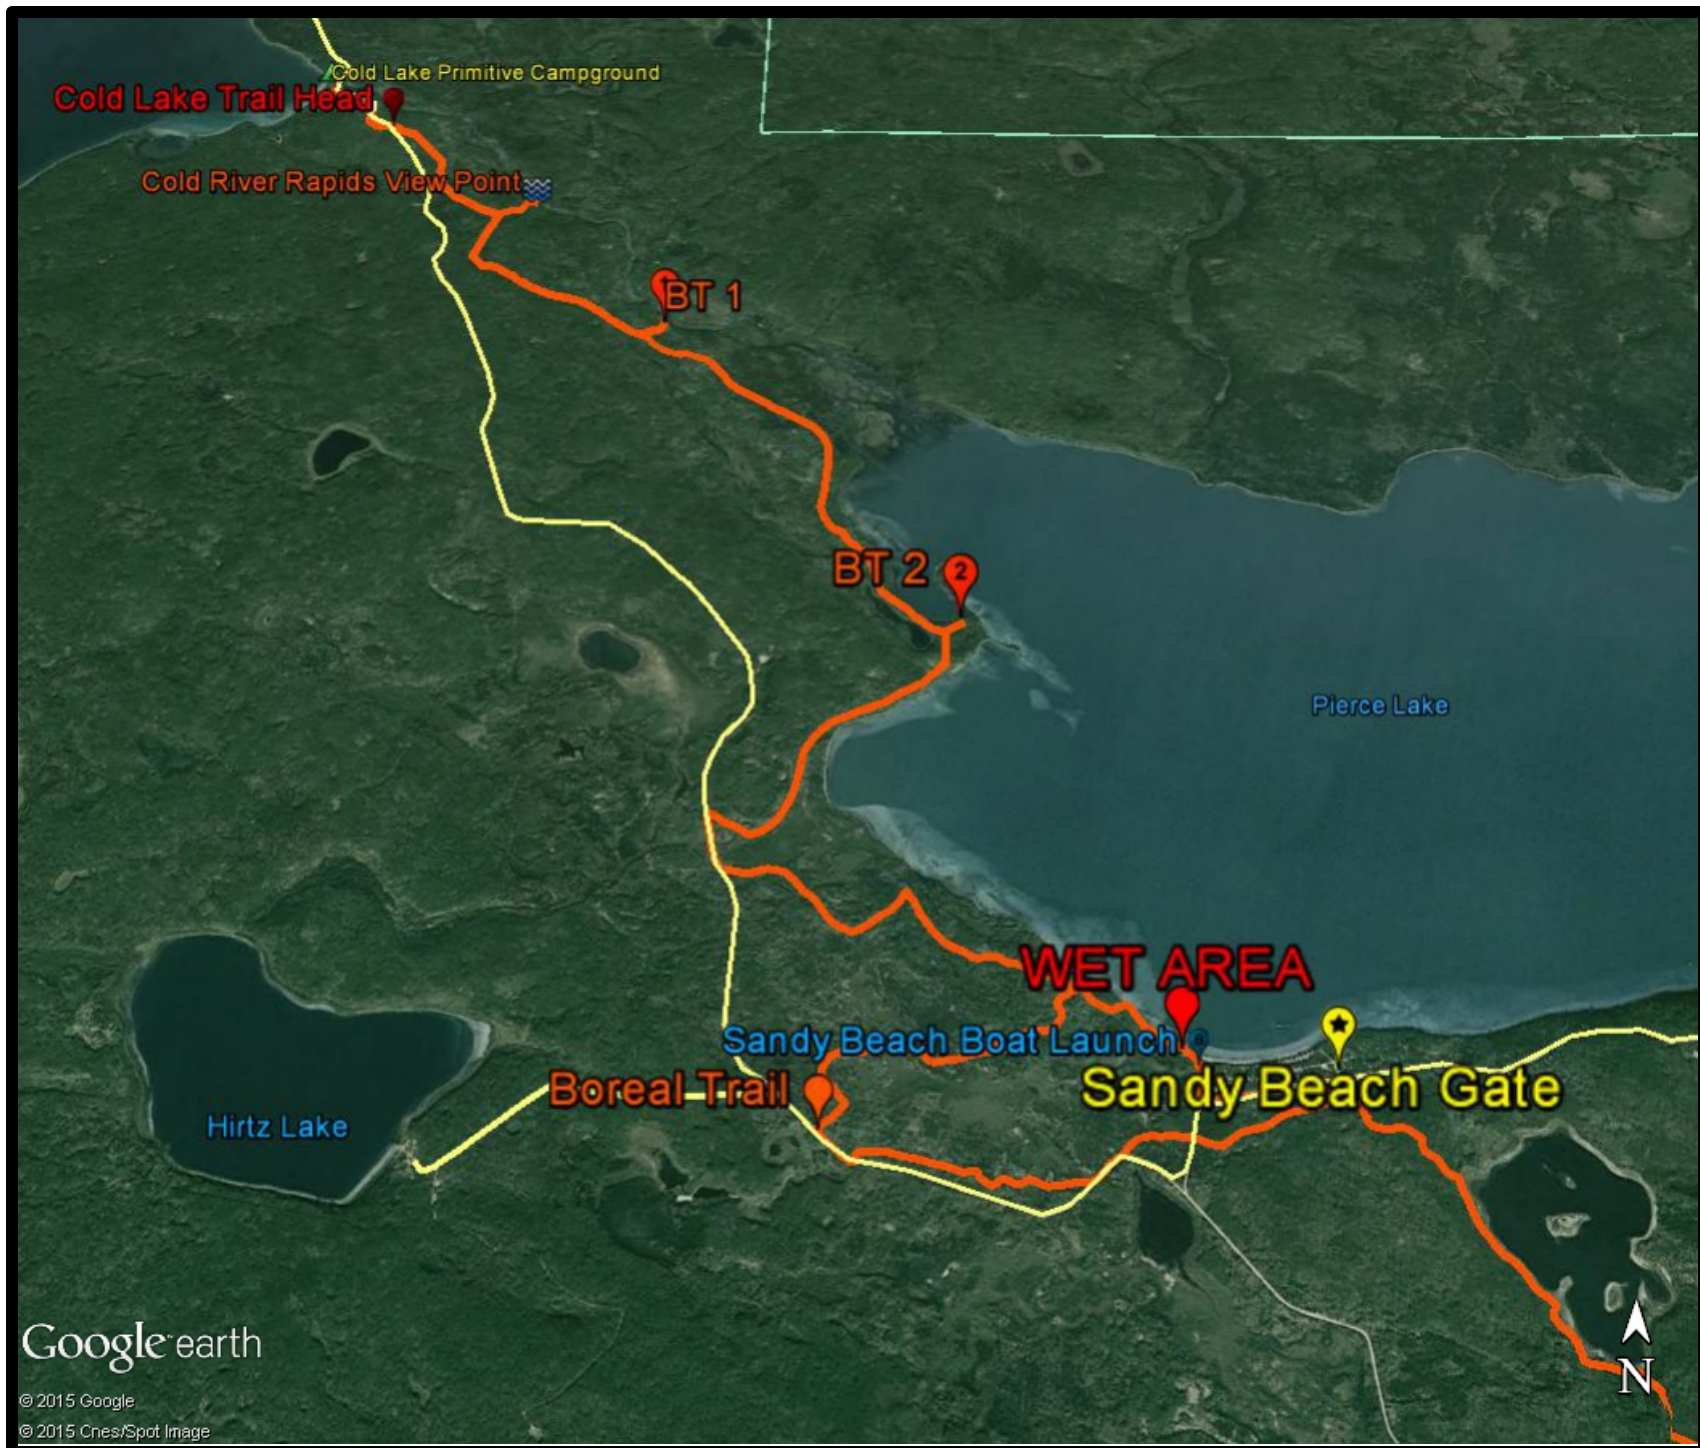 Cold Lake Primitive Campground
Cold Lake Trail Head
Cold River Rapids View Point
BT 1
BT 2
2
Pierce Lake
WET AREA
Sandy Beach Boat Launch
Boreal Trail
Sandy Beach Gate
Hirtz Lake
Google earth
N
© 2015 Google
© 2015 Cnes/Spot Image